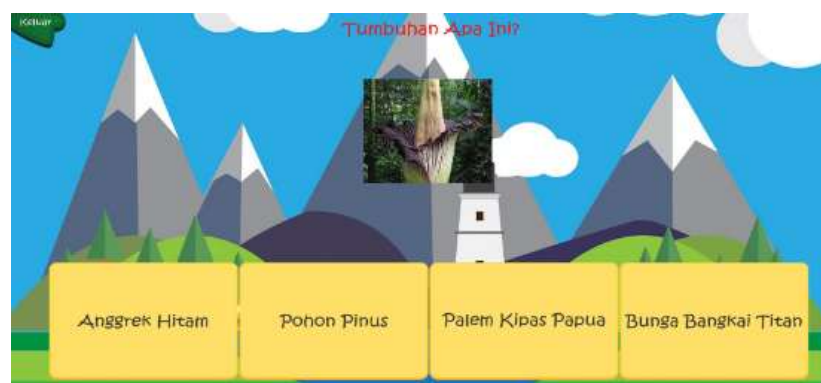 Keluar
Tumbuhan Apa Ini?
Anggrek Hitam
Pohon Pinus
Palem Kipas Papua
Bunga Bangkai Titan